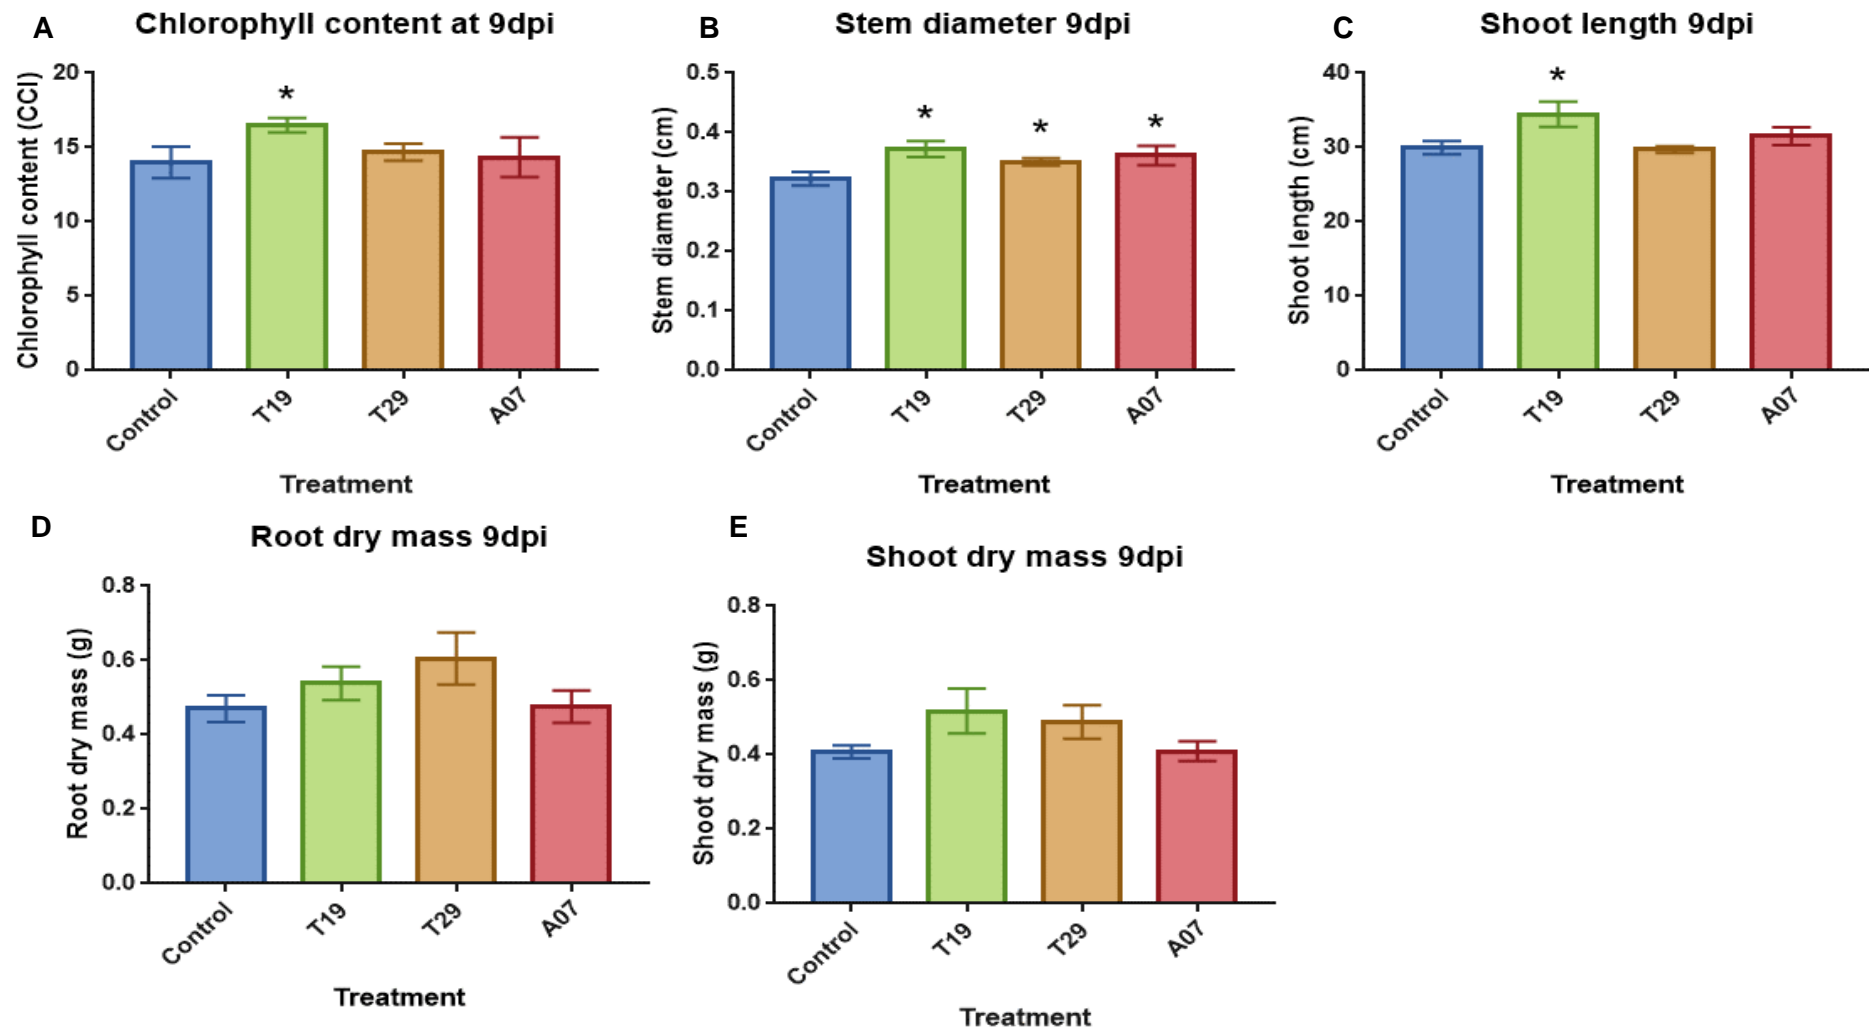 A
Chlorophyll content at 9dpi
Chlorophyll content (CCI)
20
15
10
5
0
*
Control
T19
T29
A07
Treatment
B
Stem diameter 9dpi
Stem diameter (cm)
0.5
0.4
0.3
0.2
0.1
0.0
*
*
*
Control
T19
T29
A07
Treatment
C
Shoot length 9dpi
Shoot length (cm)
40
30
20
10
0
*
Control
T19
T29
A07
Treatment
D
Root dry mass 9dpi
Root dry mass (g)
0.8
0.6
0.4
0.2
0.0
Control
T19
T29
A07
Treatment
E
Shoot dry mass 9dpi
Shoot dry mass (g)
0.8
0.6
0.4
0.2
0.0
Control
T19
T29
A07
Treatment